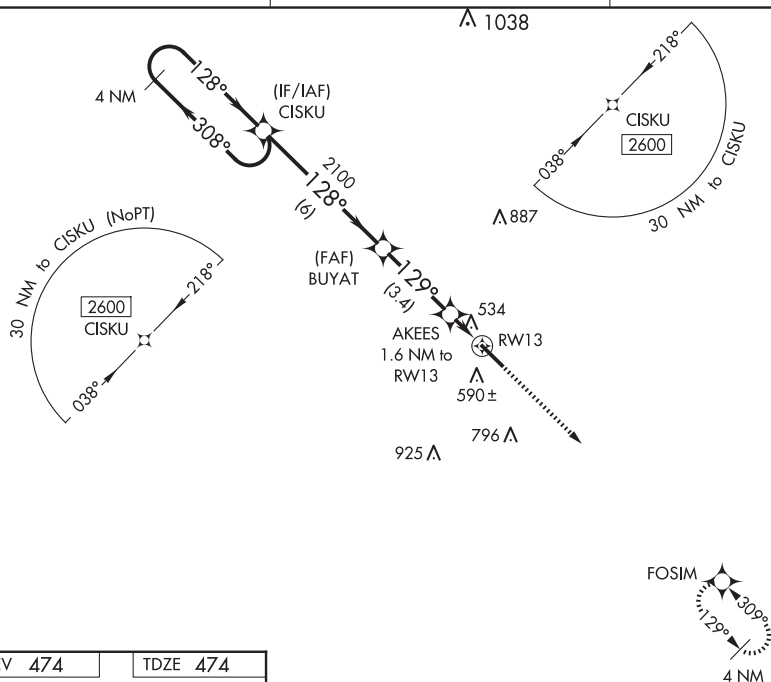 1038
128°
4 NM
308°
(IF/IAF)
CISKU
2100
128°
(6)
218°
CISKU
2600
038°
30 NM to CISKU
887
30 NM to CISKU (NoPT)
218°
2600
CISKU
038°
(FAF)
BUYAT
129°
(3.4)
534
AKEES
1.6 NM to
RW13
RW13
590±
796
925
FOSIM
309°
129°
4 NM
474
TDZE 474